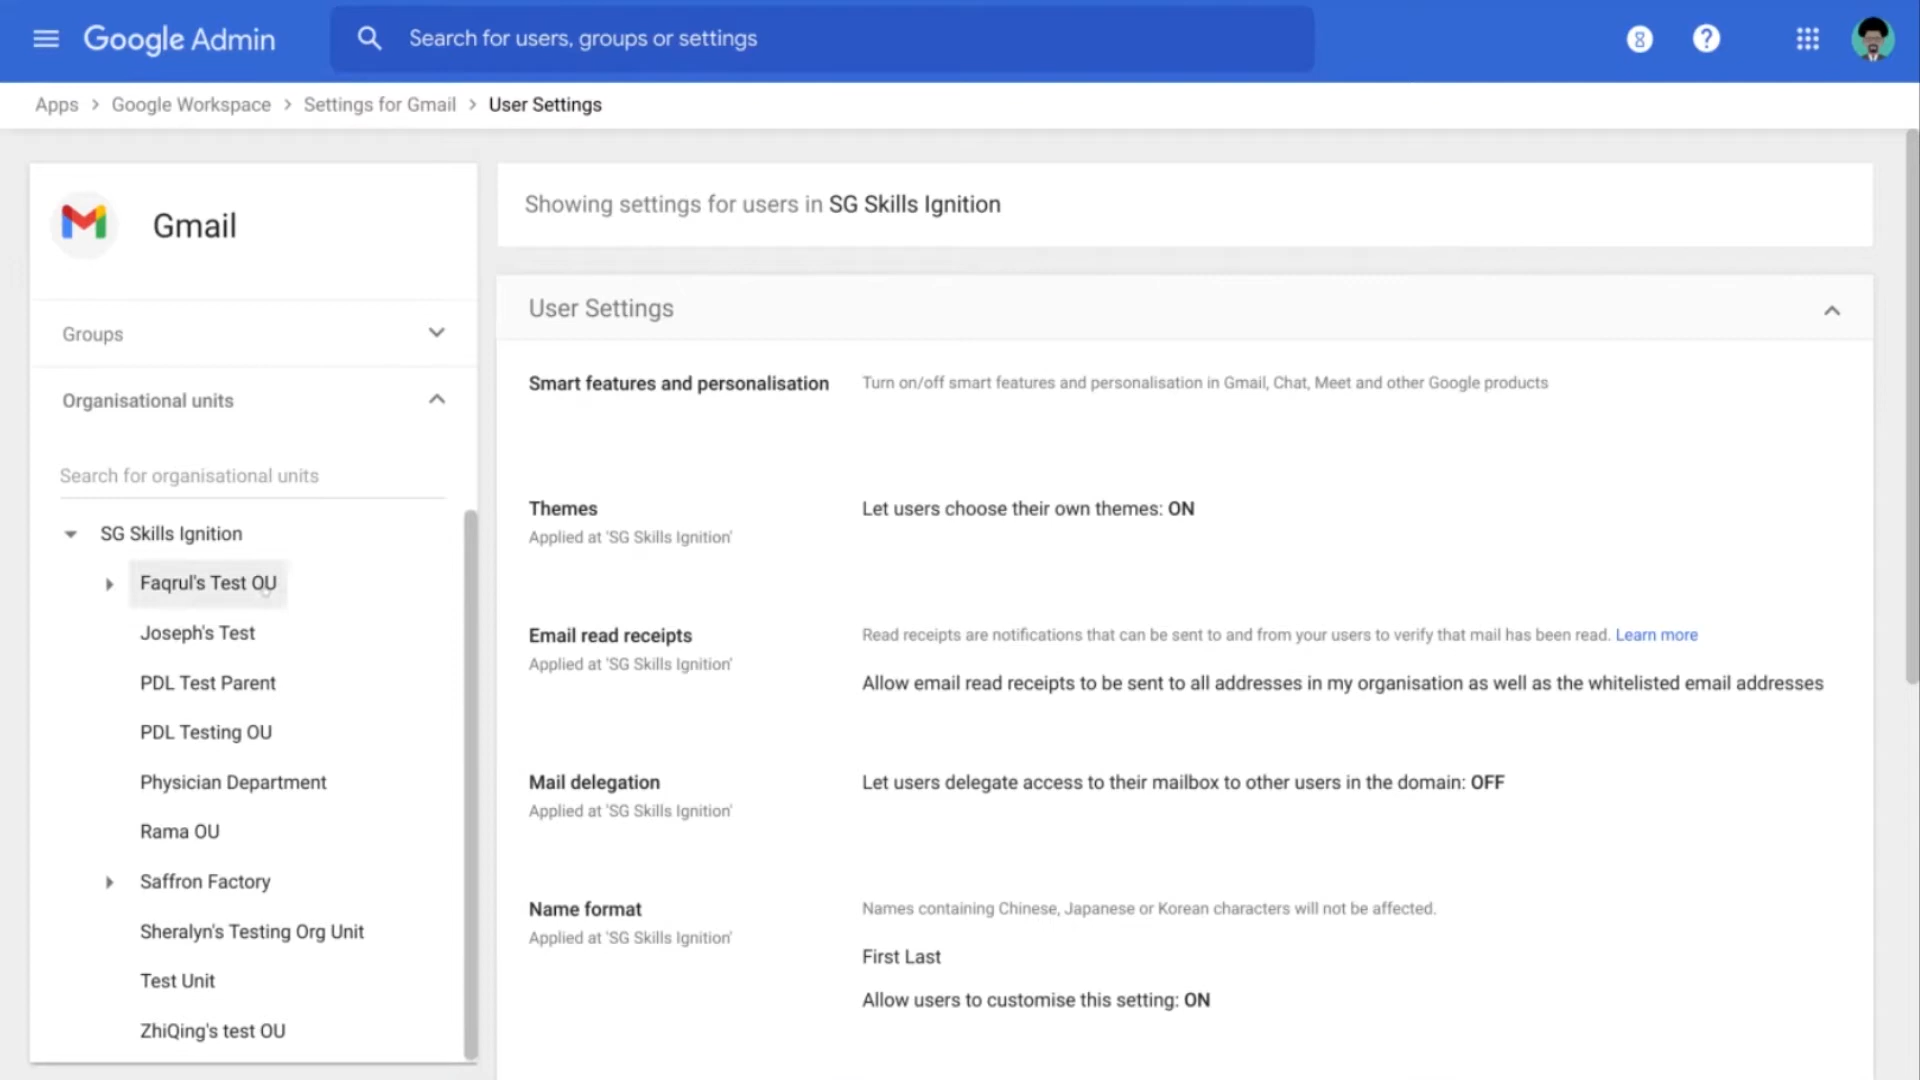 Google Admin
Search for users, groups or settings
Apps > Google Workspace > Settings for Gmail > User Settings
Gmail
Groups
Organisational units
Search for organisational units
SG Skills Ignition
Faqrul's Test OU
Joseph's Test
PDL Test Parent
PDL Testing OU
Physician Department
Rama OU
Saffron Factory
Sheralyn's Testing Org Unit
Test Unit
ZhiQing's test OU
Showing settings for users in SG Skills Ignition
User Settings
Smart features and personalisation
Turn on/off smart features and personalisation in Gmail, Chat, Meet and other Google products
Themes
Applied at 'SG Skills Ignition'
Let users choose their own themes: ON
Email read receipts
Applied at 'SG Skills Ignition'
Read receipts are notifications that can be sent to and from your users to verify that mail has been read. Learn more
Allow email read receipts to be sent to all addresses in my organisation as well as the whitelisted email addresses
Mail delegation
Applied at 'SG Skills Ignition'
Let users delegate access to their mailbox to other users in the domain: OFF
Name format
Applied at 'SG Skills Ignition'
Names containing Chinese, Japanese or Korean characters will not be affected.
First Last
Allow users to customise this setting: ON